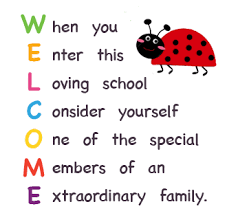 When you
Enter this
Loving school
Consider yourself
One of the special
Members of an
Extraordinary family.